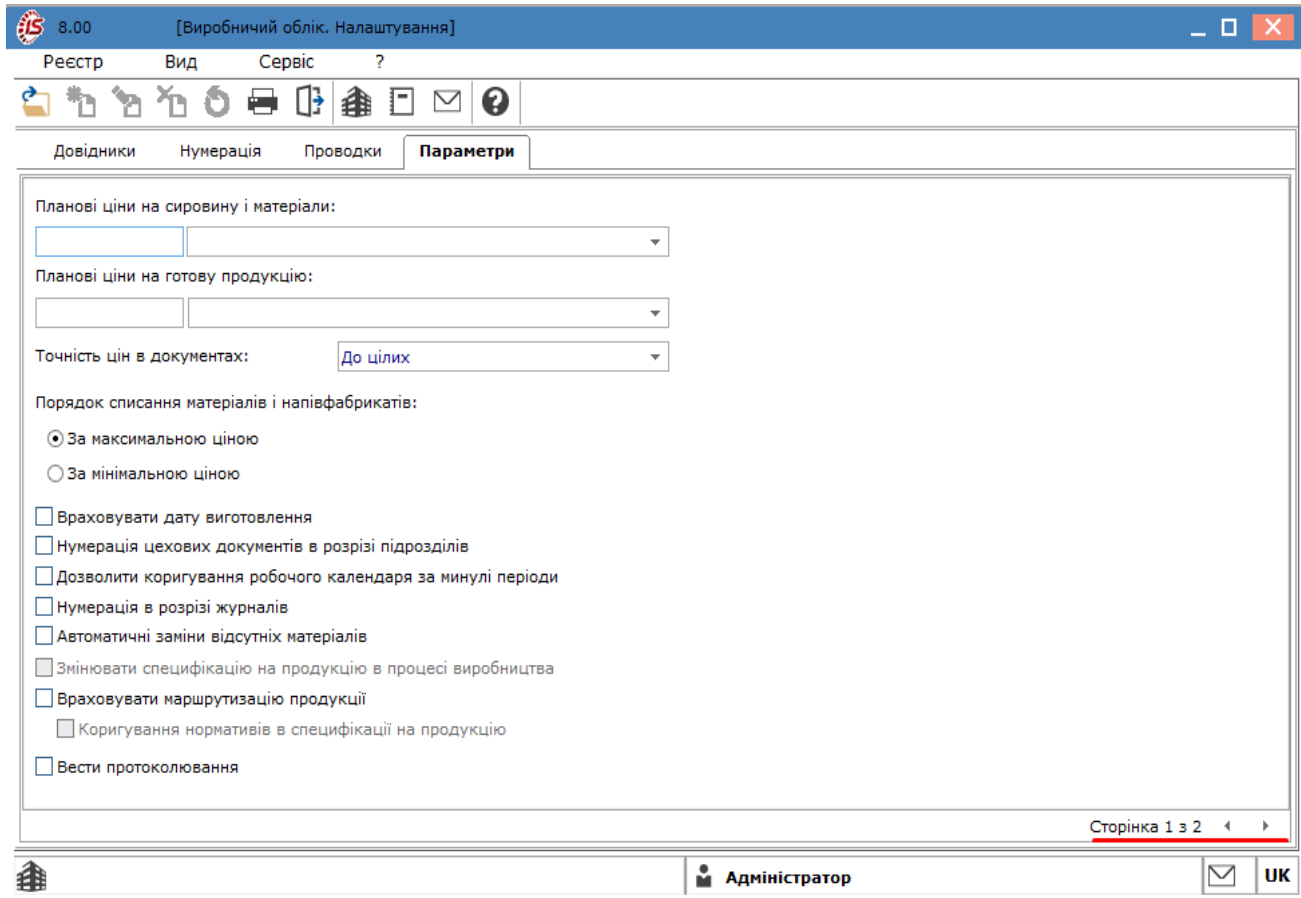 8.00 [Виробничий облік. Налаштування]
Реєстр Вид Сервіс ?
Довідники Нумерація Проводки Параметри
Планові ціни на сировину і матеріали:
Планові ціни на готову продукцію:
Точність цін в документах: До цілих
Порядок списання матеріалів і напівфабрикатів:
За максимальною ціною
За мінімальною ціною
Враховувати дату виготовлення
Нумерація цехових документів в розрізі підрозділів
Дозволити коригування робочого календаря за минулі періоди
Нумерація в розрізі журналів
Автоматичні заміни відсутніх матеріалів
Змінювати специфікацію на продукцію в процесі виробництва
Враховувати маршрутизацію продукції
Коригування нормативів в специфікації на продукцію
Вести протоколювання
Сторінка 1 з 2
Адміністратор UK